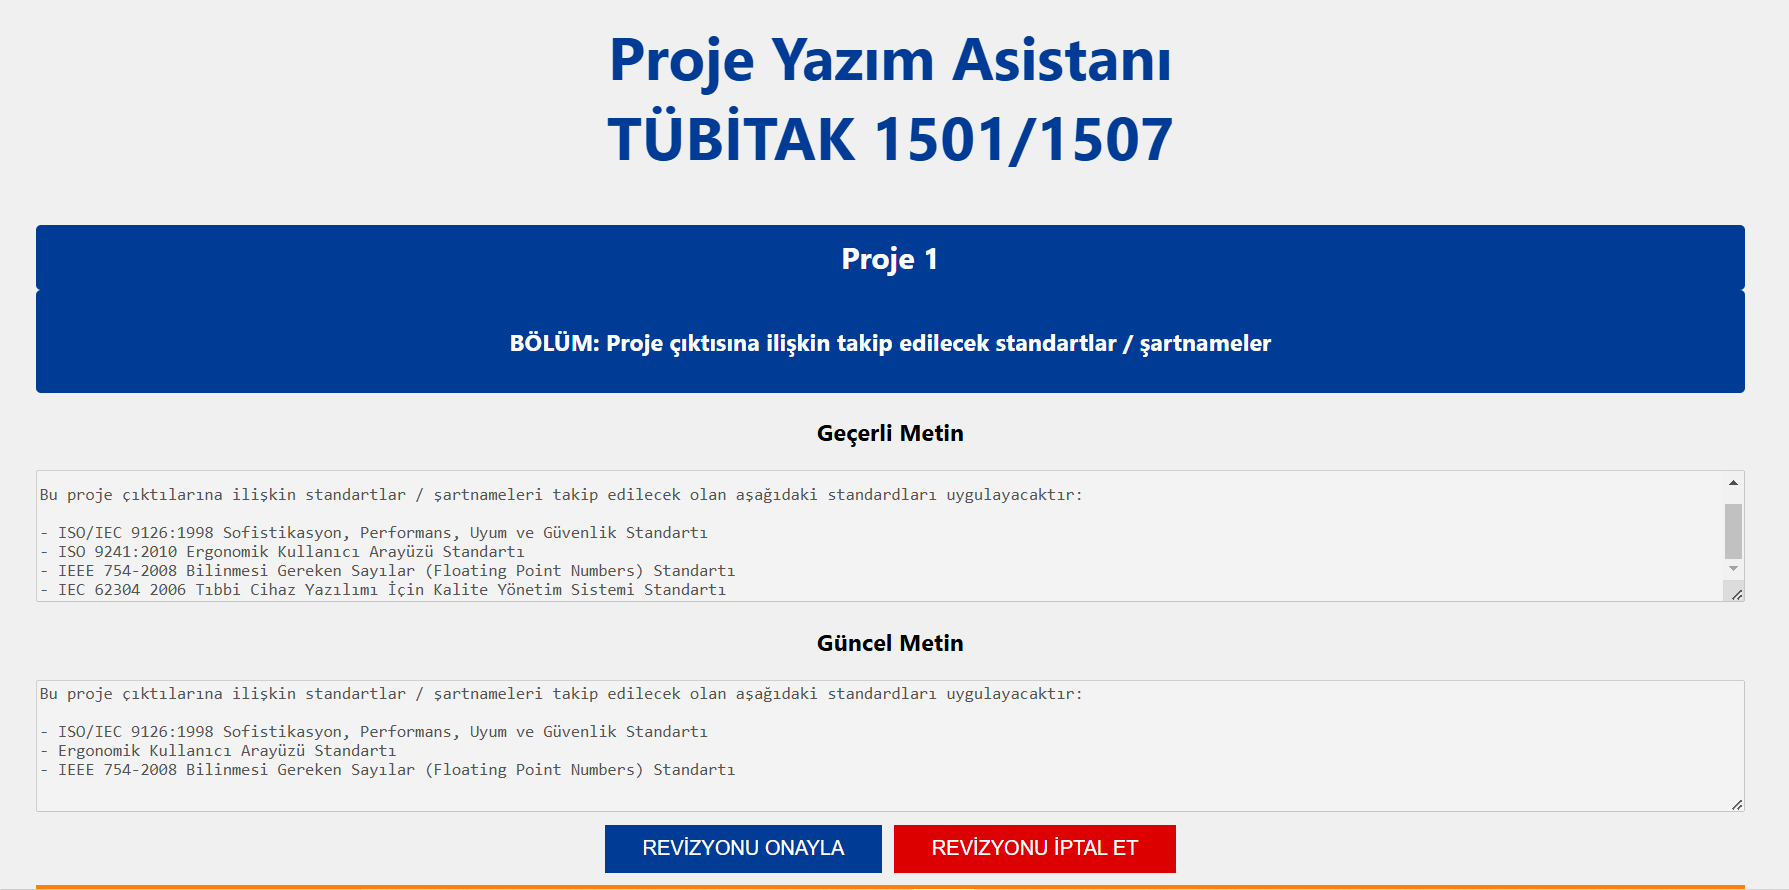 Proje Yazım Asistanı
TÜBİTAK 1501/1507
Proje 1
BÖLÜM: Proje çıktısına ilişkin takip edilecek standartlar / şartnameler
Geçerli Metin
Bu proje çıktılarına ilişkin standartlar / şartnameleri takip edilecek olan aşağıdaki standardları uygulayacaktır:
- ISO/IEC 9126:1998 Sofistikasyon, Performans, Uyum ve Güvenlik Standartı
- ISO 9241:2010 Ergonomik Kullanıcı Arayüzü Standartı
- IEEE 754-2008 Bilinmesi Gereken Sayılar (Floating Point Numbers) Standartı
- IEC 62304 2006 Tıbbi Cihaz Yazılımı İçin Kalite Yönetim Sistemi Standartı
Güncel Metin
Bu proje çıktılarına ilişkin standartlar / şartnameleri takip edilecek olan aşağıdaki standardları uygulayacaktır:
- ISO/IEC 9126:1998 Sofistikasyon, Performans, Uyum ve Güvenlik Standartı
- Ergonomik Kullanıcı Arayüzü Standartı
- IEEE 754-2008 Bilinmesi Gereken Sayılar (Floating Point Numbers) Standartı
REVİZYONU ONAYLA
REVİZYONU İPTAL ET